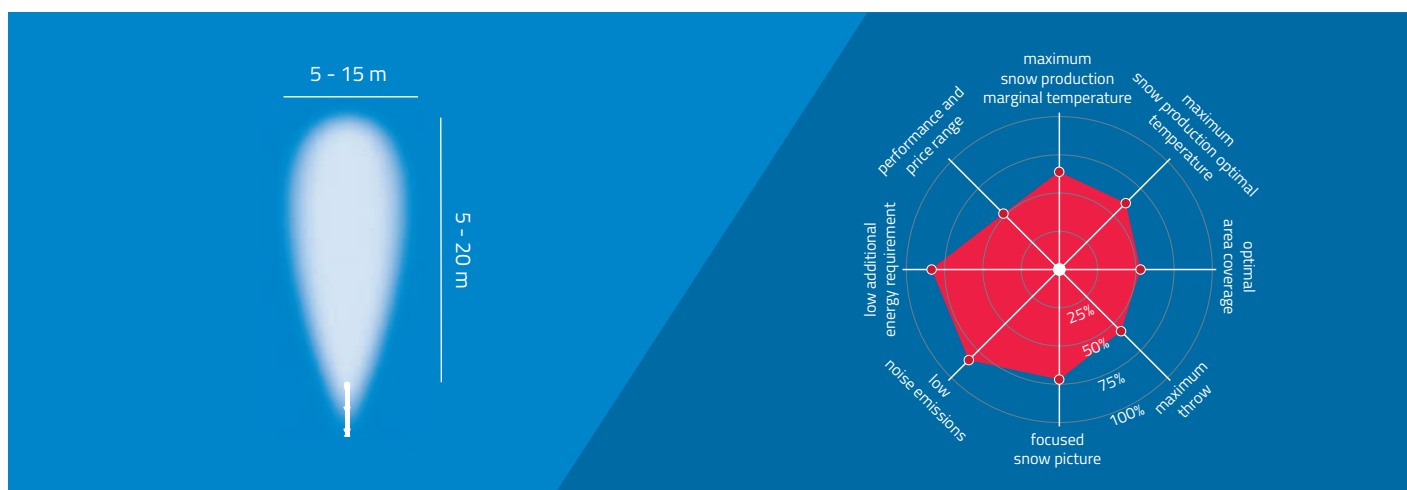 5 - 15 m
5 - 20 m
maximum
snow production
marginal temperature
maximum
snow production optimal
temperature
optimal
area coverage
maximum
throw
focused
snow picture
low
noise emissions
low additional
energy requirement
performance and
price range
25%
50%
75%
100%